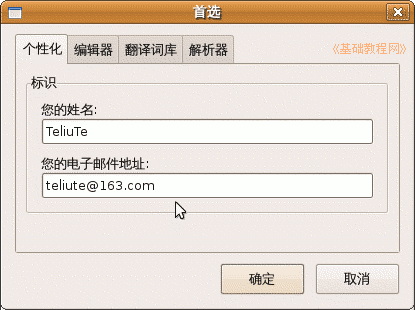 首选
个性化 编辑器 翻译词库 解析器 《基础教程网》
标识
您的姓名:
TeliuTe
您的电子邮件地址:
teliute@163.com
确定 取消